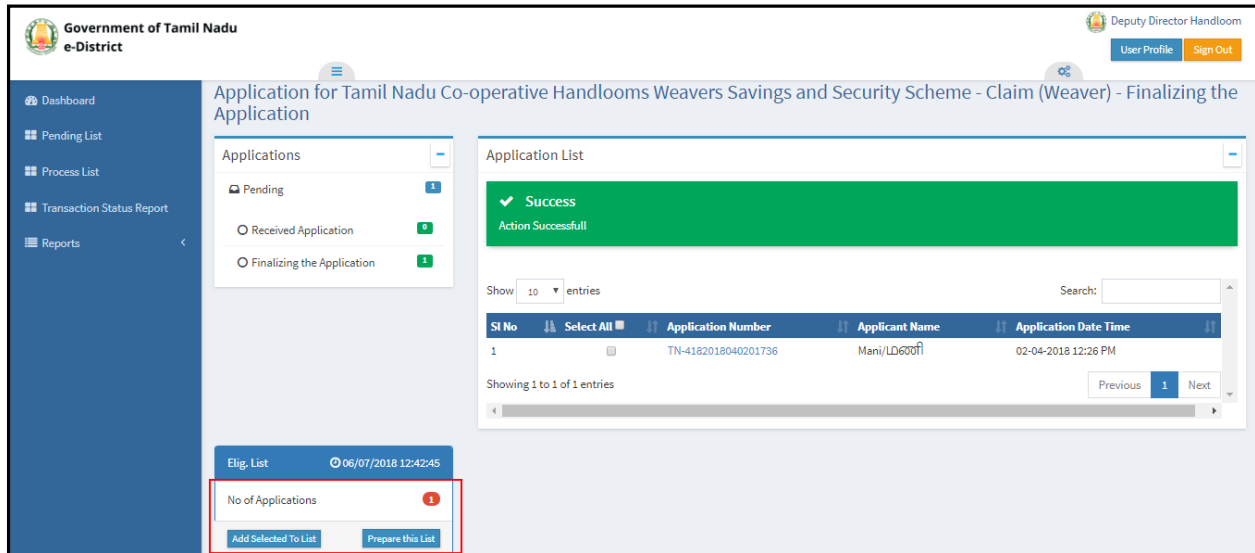 Government of Tamil Nadu
e-District
Deputy Director Handloom
User Profile
Sign Out
Dashboard
Pending List
Process List
Transaction Status Report
Reports
Application for Tamil Nadu Co-operative Handlooms Weavers Savings and Security Scheme - Claim (Weaver) - Finalizing the
Application
Applications
Pending 1
Received Application 0
Finalizing the Application 1
Application List
Success
Action Successfull
Show 10 entries
Search:
Sl No Select All Application Number Applicant Name Application Date Time
1 TN-4182018040201736 Mani/மணி 02-04-2018 12:26 PM
Showing 1 to 1 of 1 entries
Previous 1 Next
Elig. List 06/07/2018 12:42:45
No of Applications 1
Add Selected To List Prepare this List